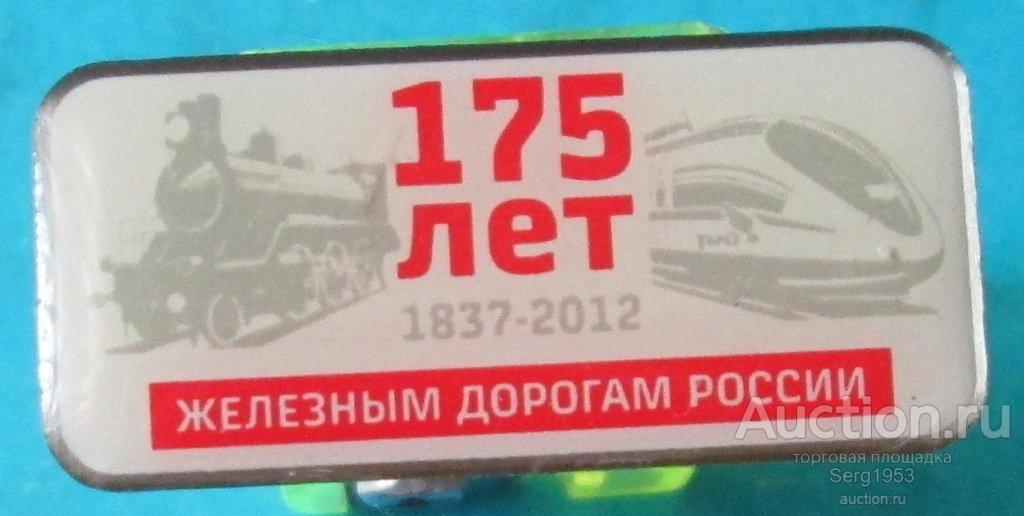 175
лет
1837-2012
ЖЕЛЕЗНЫМ ДОРОГАМ РОССИИ
Auction.ru
торговая площадка
Serg1953
auction.ru